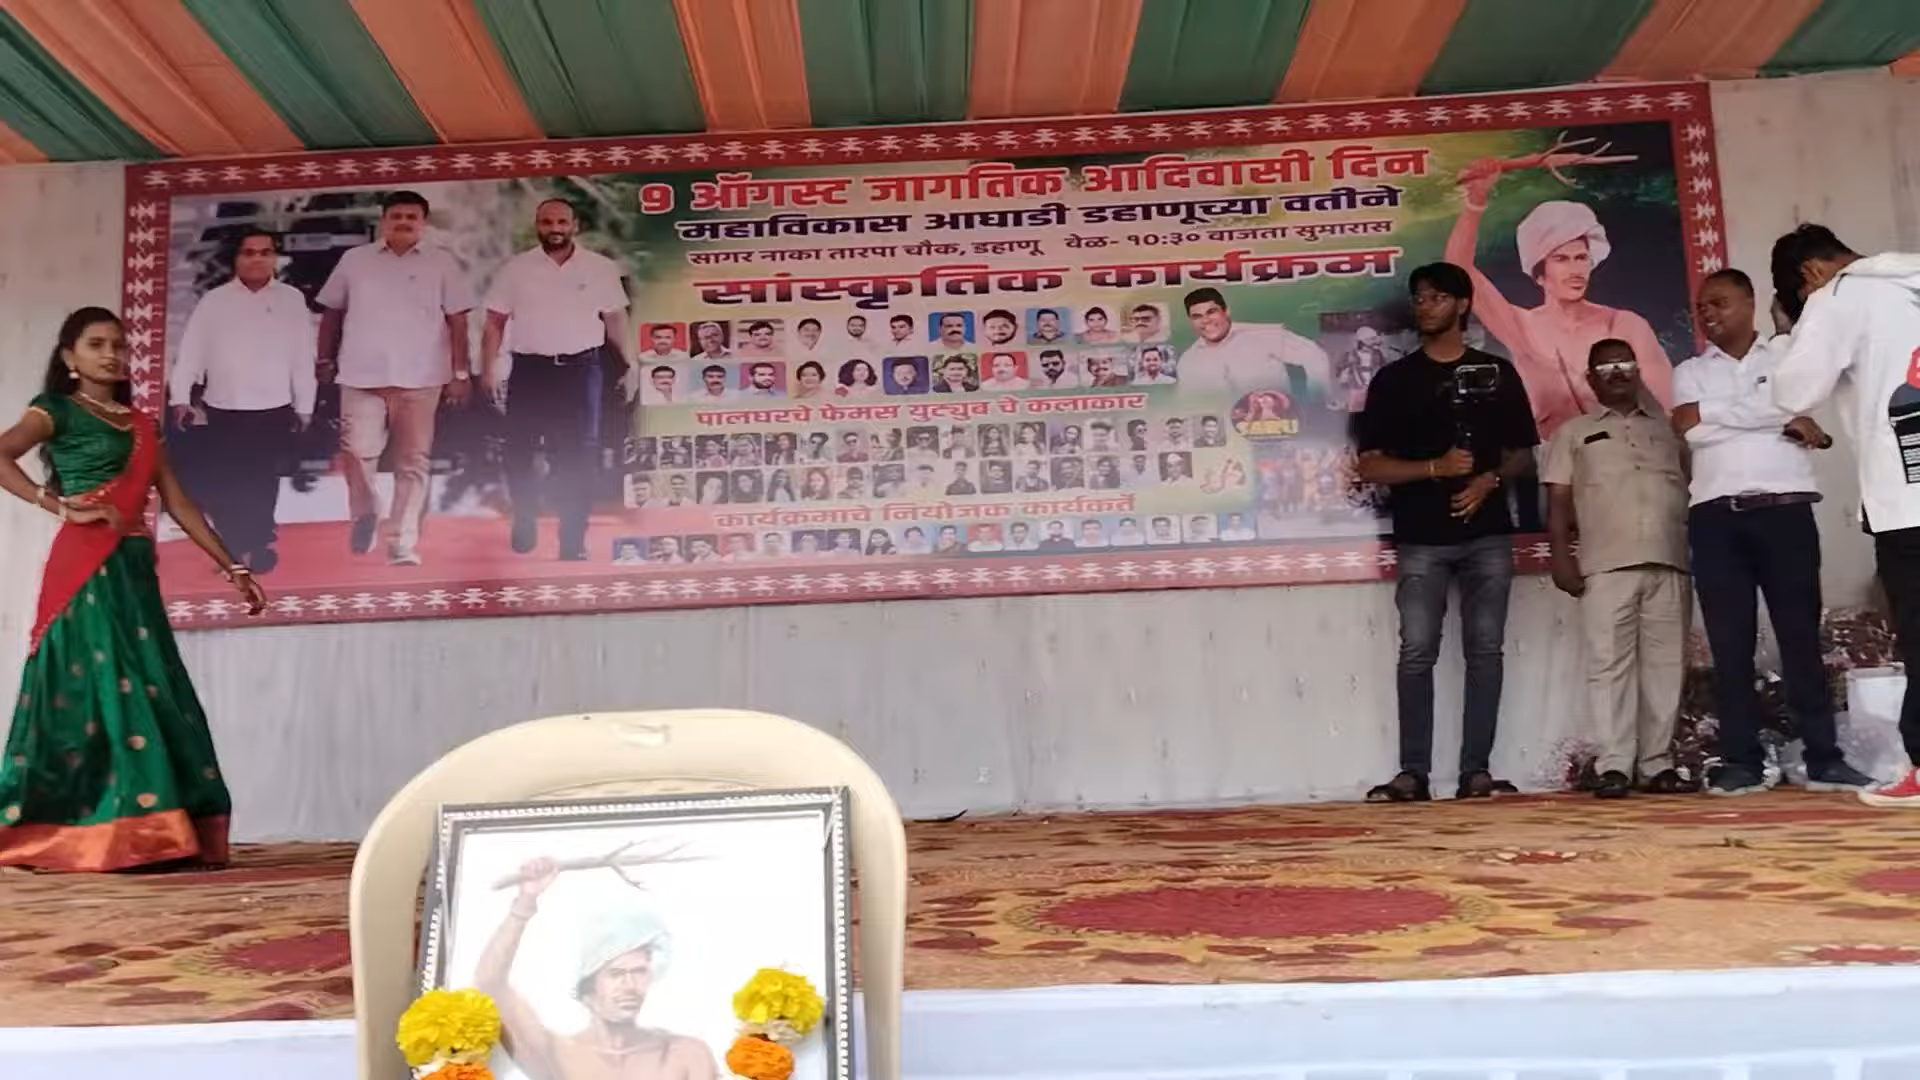 ९ ऑगस्ट जागतिक आदिवासी दिन
महाविकास आघाडी डहाणूच्या वतीने
सागर नाका तारपा चौक, डहाणू वेळ- १०:३० वाजता सुमारास
सांस्कृतिक कार्यक्रम
पालघरचे फेमस युट्युब चे कलाकार
कार्यक्रमाचे नियोजक कार्यकर्ते